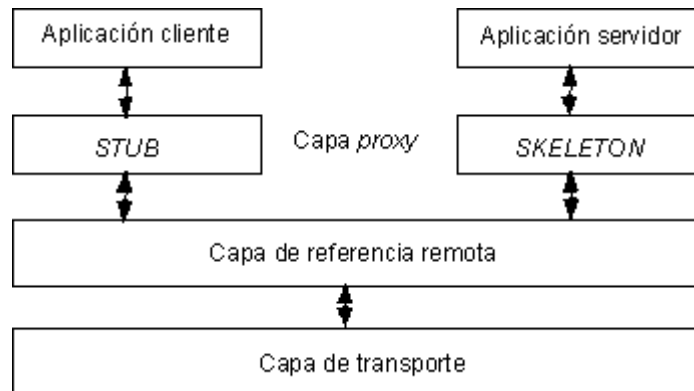 Aplicación cliente
Aplicación servidor
STUB
Capa proxy
SKELETON
Capa de referencia remota
Capa de transporte